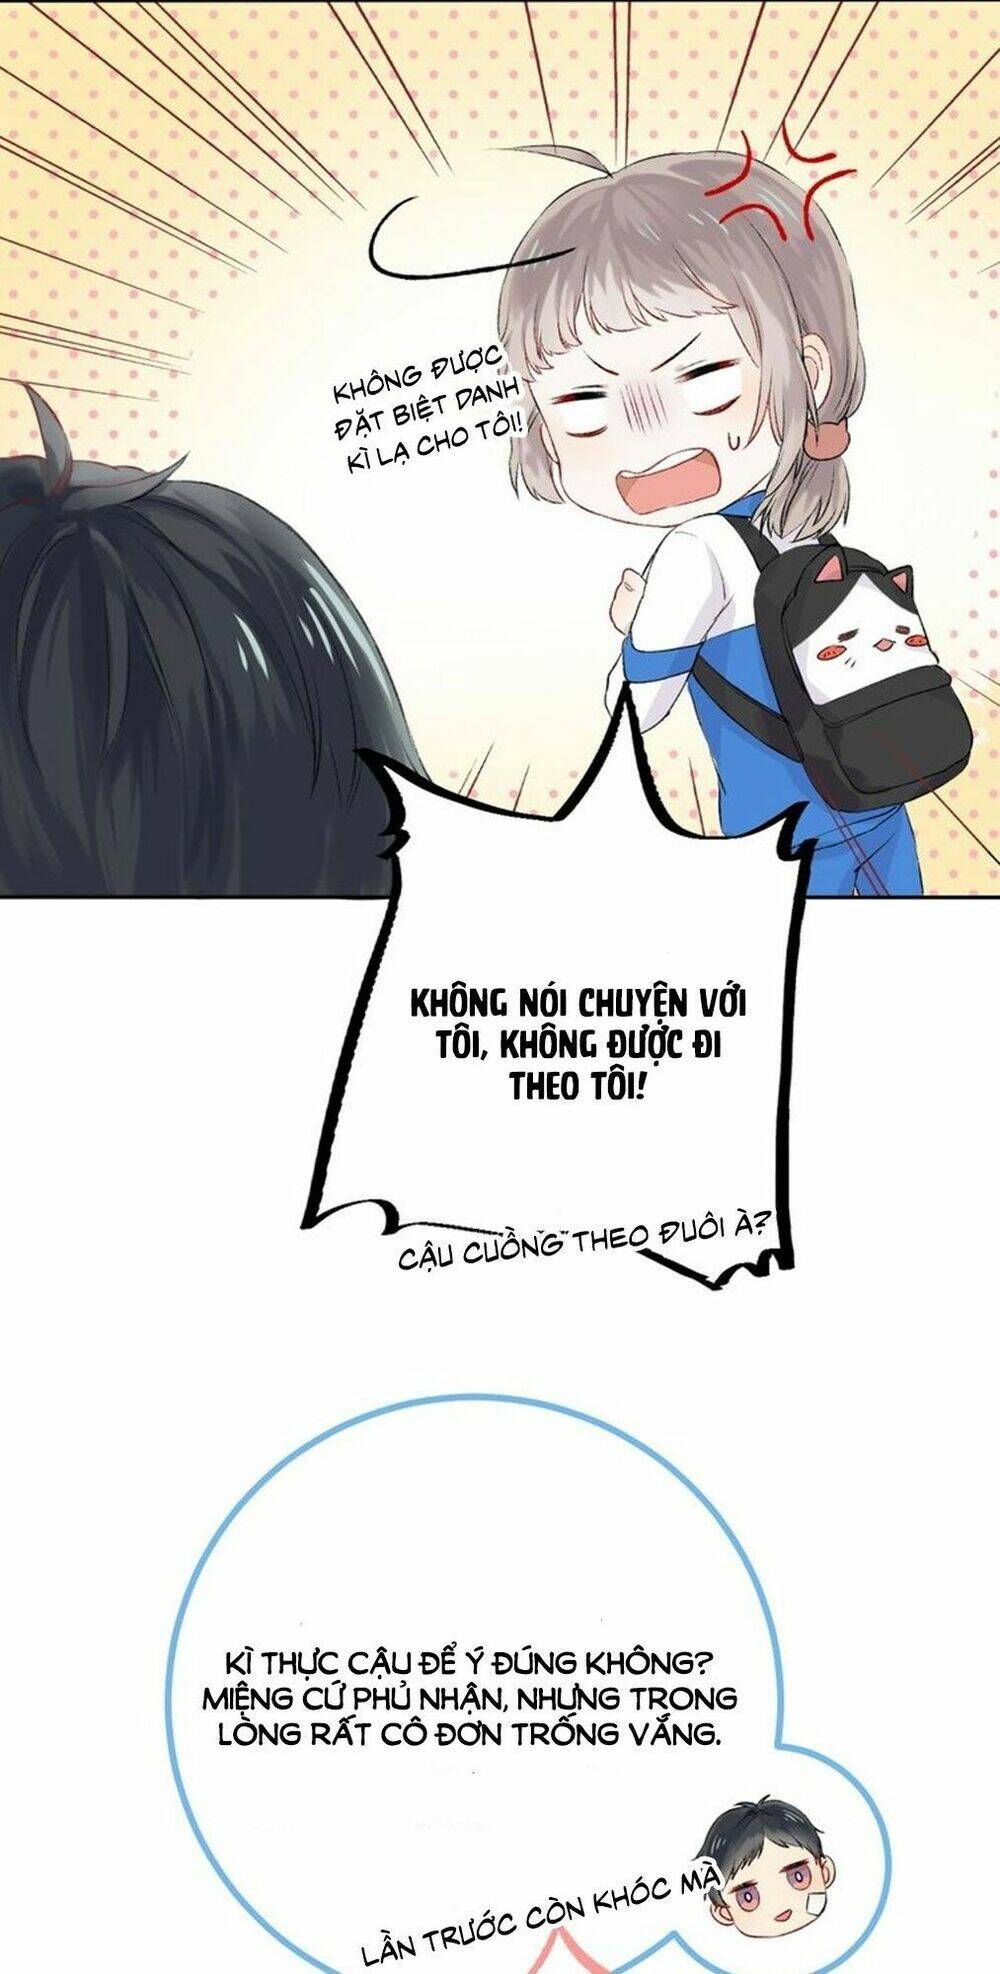 KHÔNG ĐƯỢC
ĐẶT BIỆT DANH
KÌ LẠ CHO TÔI!
KHÔNG NÓI CHUYỆN VỚI
TÔI, KHÔNG ĐƯỢC ĐI
THEO TÔI!
CẬU CUỒNG THEO ĐUÔI À?
KÌ THỰC CẬU ĐỂ Ý ĐÚNG KHÔNG?
MIỆNG CỨ PHỦ NHẬN, NHƯNG TRONG
LÒNG RẤT CÔ ĐƠN TRỐNG VẮNG.
LẦN TRƯỚC CÒN KHÓC MÀ